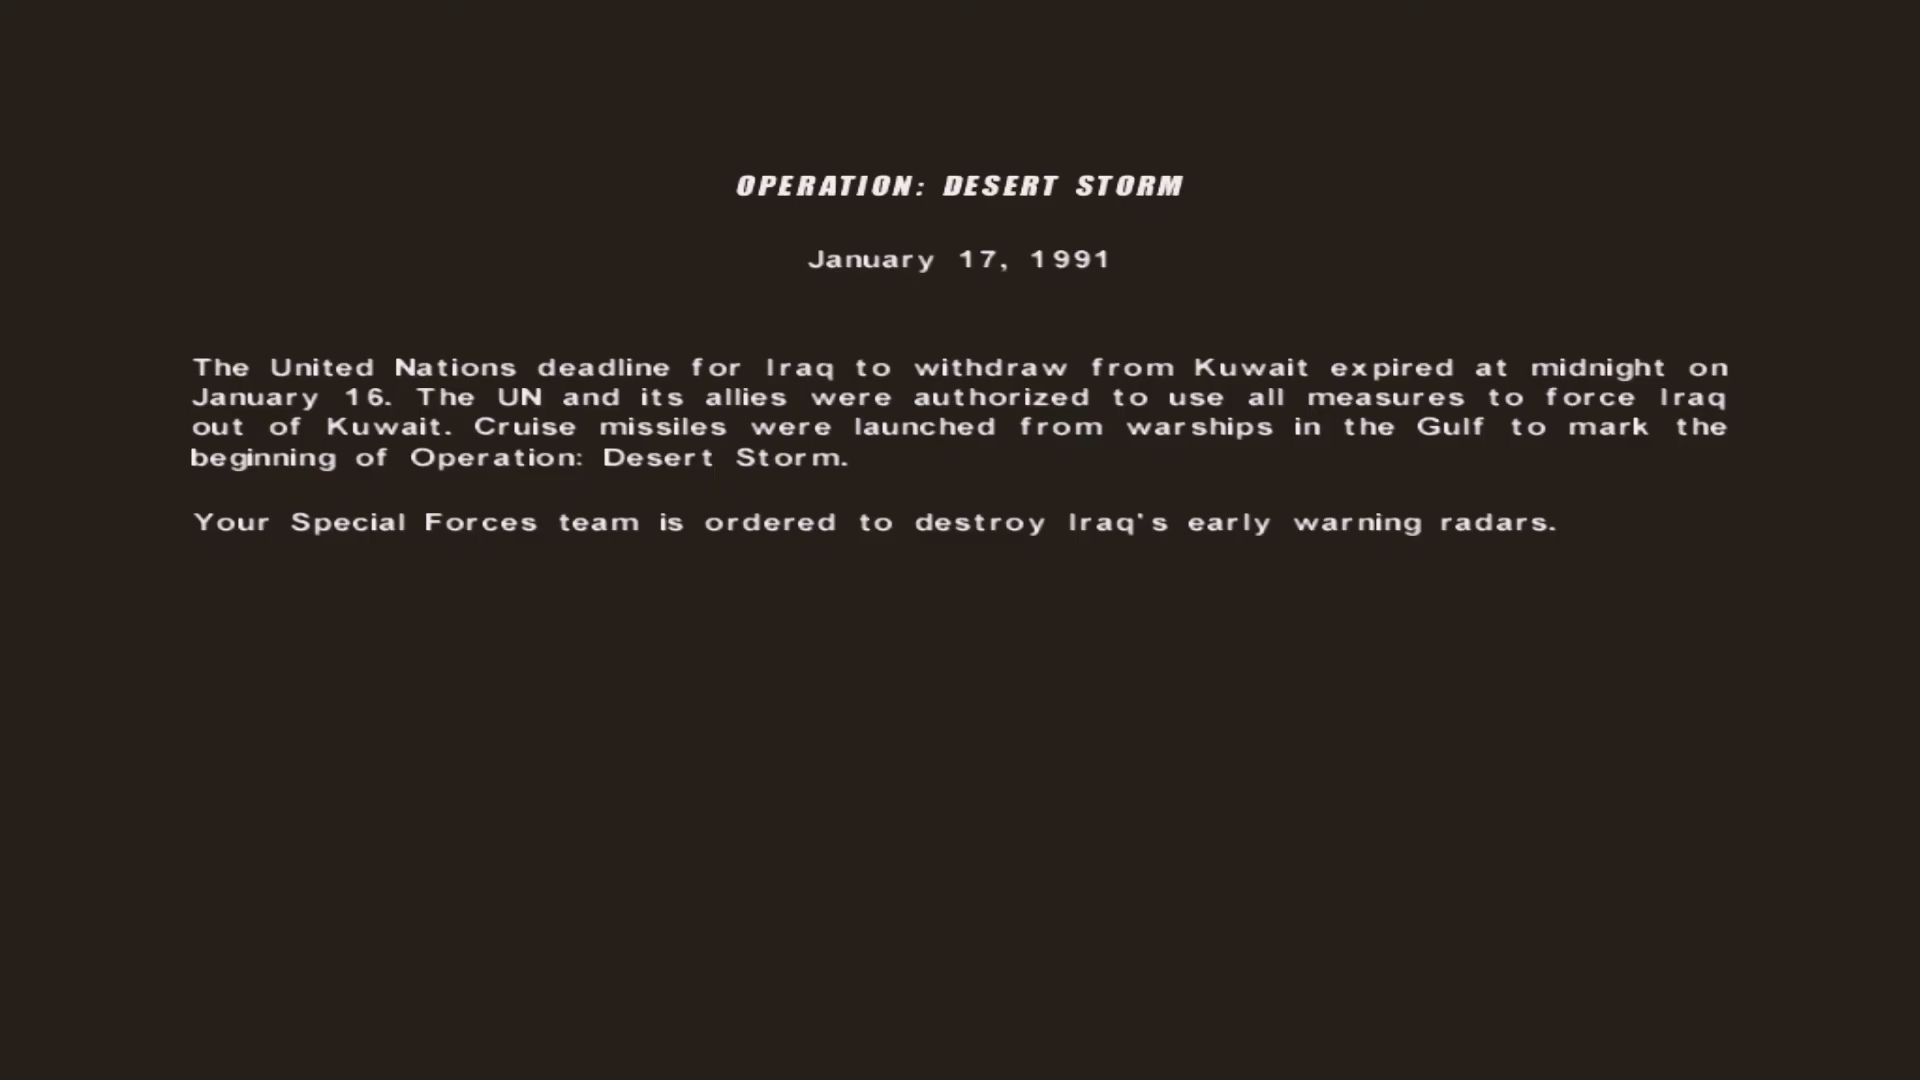 OPERATION: DESERT STORM
January 17, 1991
The United Nations deadline for Iraq to withdraw from Kuwait expired at midnight on
January 16. The UN and its allies were authorized to use all measures to force Iraq
out of Kuwait. Cruise missiles were launched from warships in the Gulf to mark the
beginning of Operation: Desert Storm.
Your Special Forces team is ordered to destroy Iraq's early warning radars.